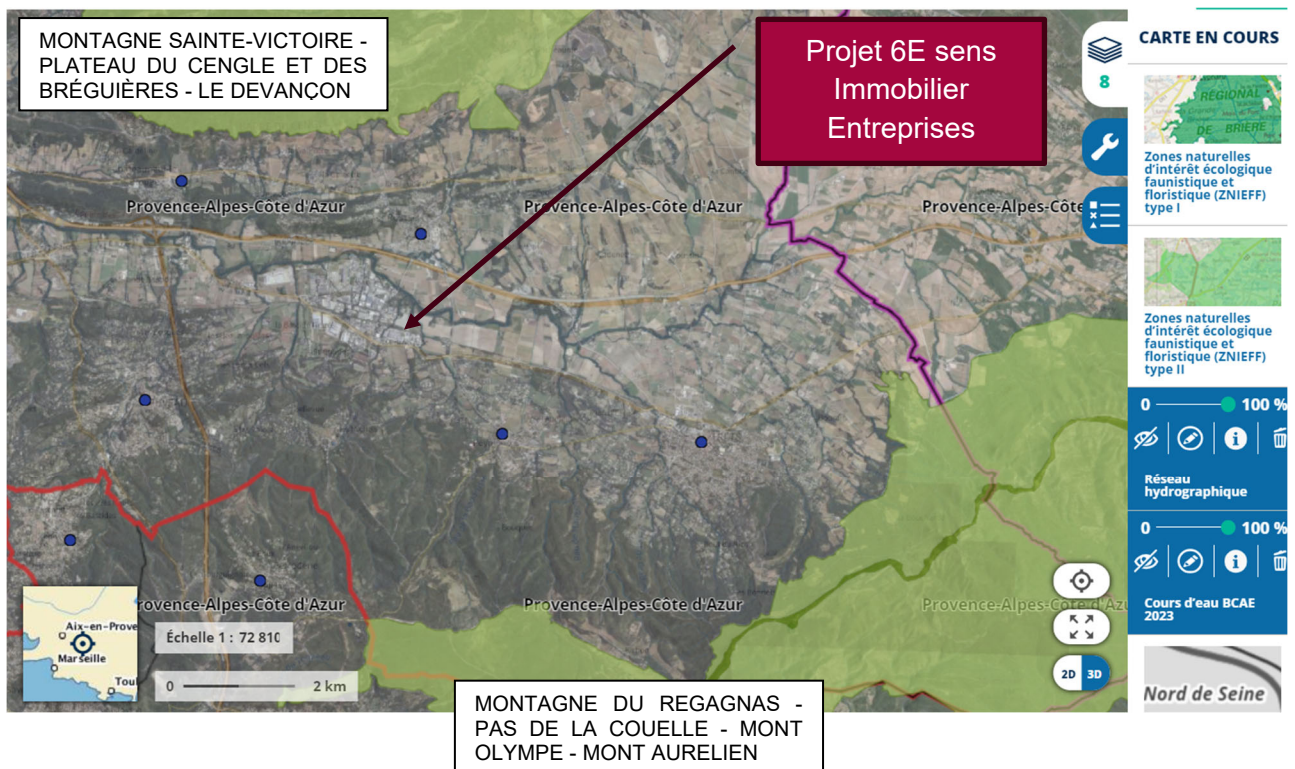 MONTAGNE SAINTE-VICTOIRE -
PLATEAU DU CENGLE ET DES
BRÉGUIÈRES - LE DEVANÇON
Projet 6E sens
Immobilier
Entreprises
8
CARTE EN COURS
RÉGIONAL
DE BRIÈRE
Zones naturelles
d'intérêt écologique
faunistique et
floristique (ZNIEFF)
type I
Provence-Alpes-Côte d'Azur
Provence-Alpes-Côte d'Azur
Provence-Alpes-Côte
Zones naturelles
d'intérêt écologique
faunistique et
floristique (ZNIEFF)
type II
0 100 %
Réseau
hydrographique
0 100 %
Cours d'eau BCAE
2023
rovence-Alpes-Côte d'Azur
Provence-Alpes-Côte d'Azur
Provence-Alpes-Côte d'Azu
Aix-en-Prove
Marseille
Toul
Échelle 1 : 72 810
0 2 km
2D 3D
Nord de Seine
MONTAGNE DU REGAGNAS -
PAS DE LA COUELLE - MONT
OLYMPE - MONT AURELIEN